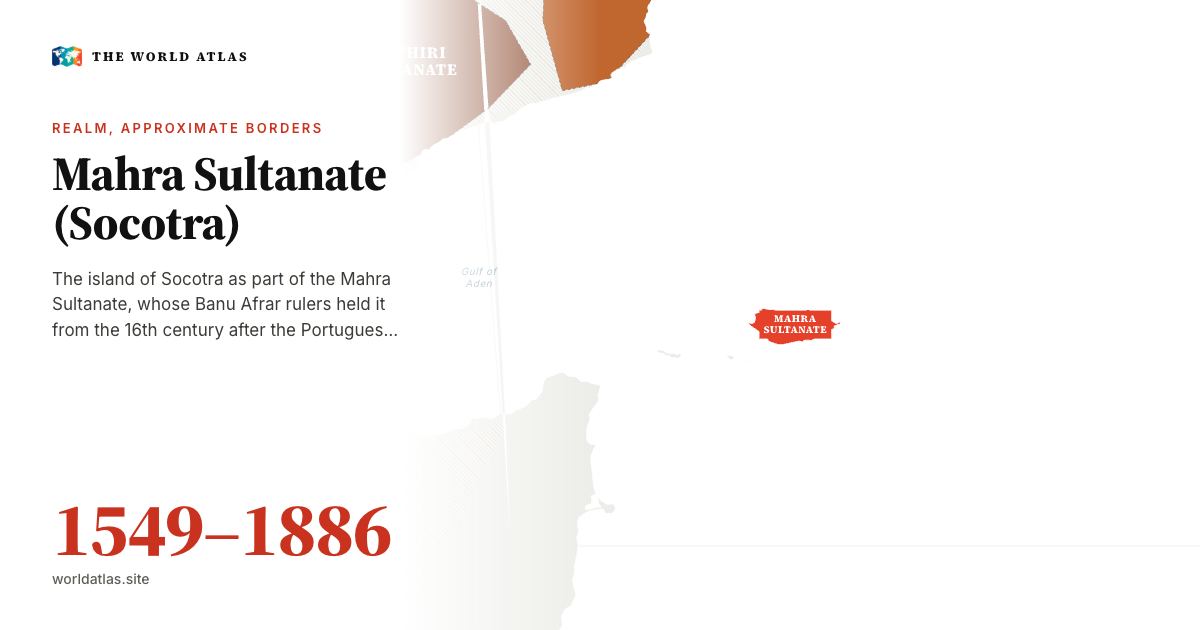 THE WORLD ATLAS
REALM, APPROXIMATE BORDERS
Mahra Sultanate
(Socotra)
The island of Socotra as part of the Mahra
Sultanate, whose Banu Afrar rulers held it
from the 16th century after the Portugues...
1549–1886
worldatlas.site
HIRI
ANATE
Gulf of
Aden
MAHRA
SULTANATE